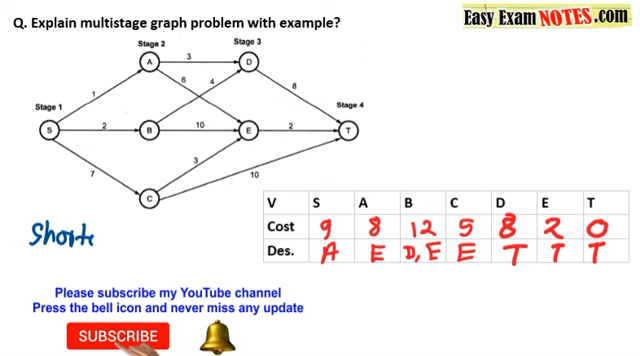 Q. Explain multistage graph problem with example?
Easy Exam NOTES .com
Stage 2
Stage 3
A
3
D
6
4
8
1
Stage 1
Stage 4
S
2
B
10
E
2
T
3
7
10
C
V S A B C D E T
Cost 9 8 12 5 8 2 0
Des. A E D,E E T T T
Shorte
Please subscribe my YouTube channel
Press the bell icon and never miss any update
SUBSCRIBE